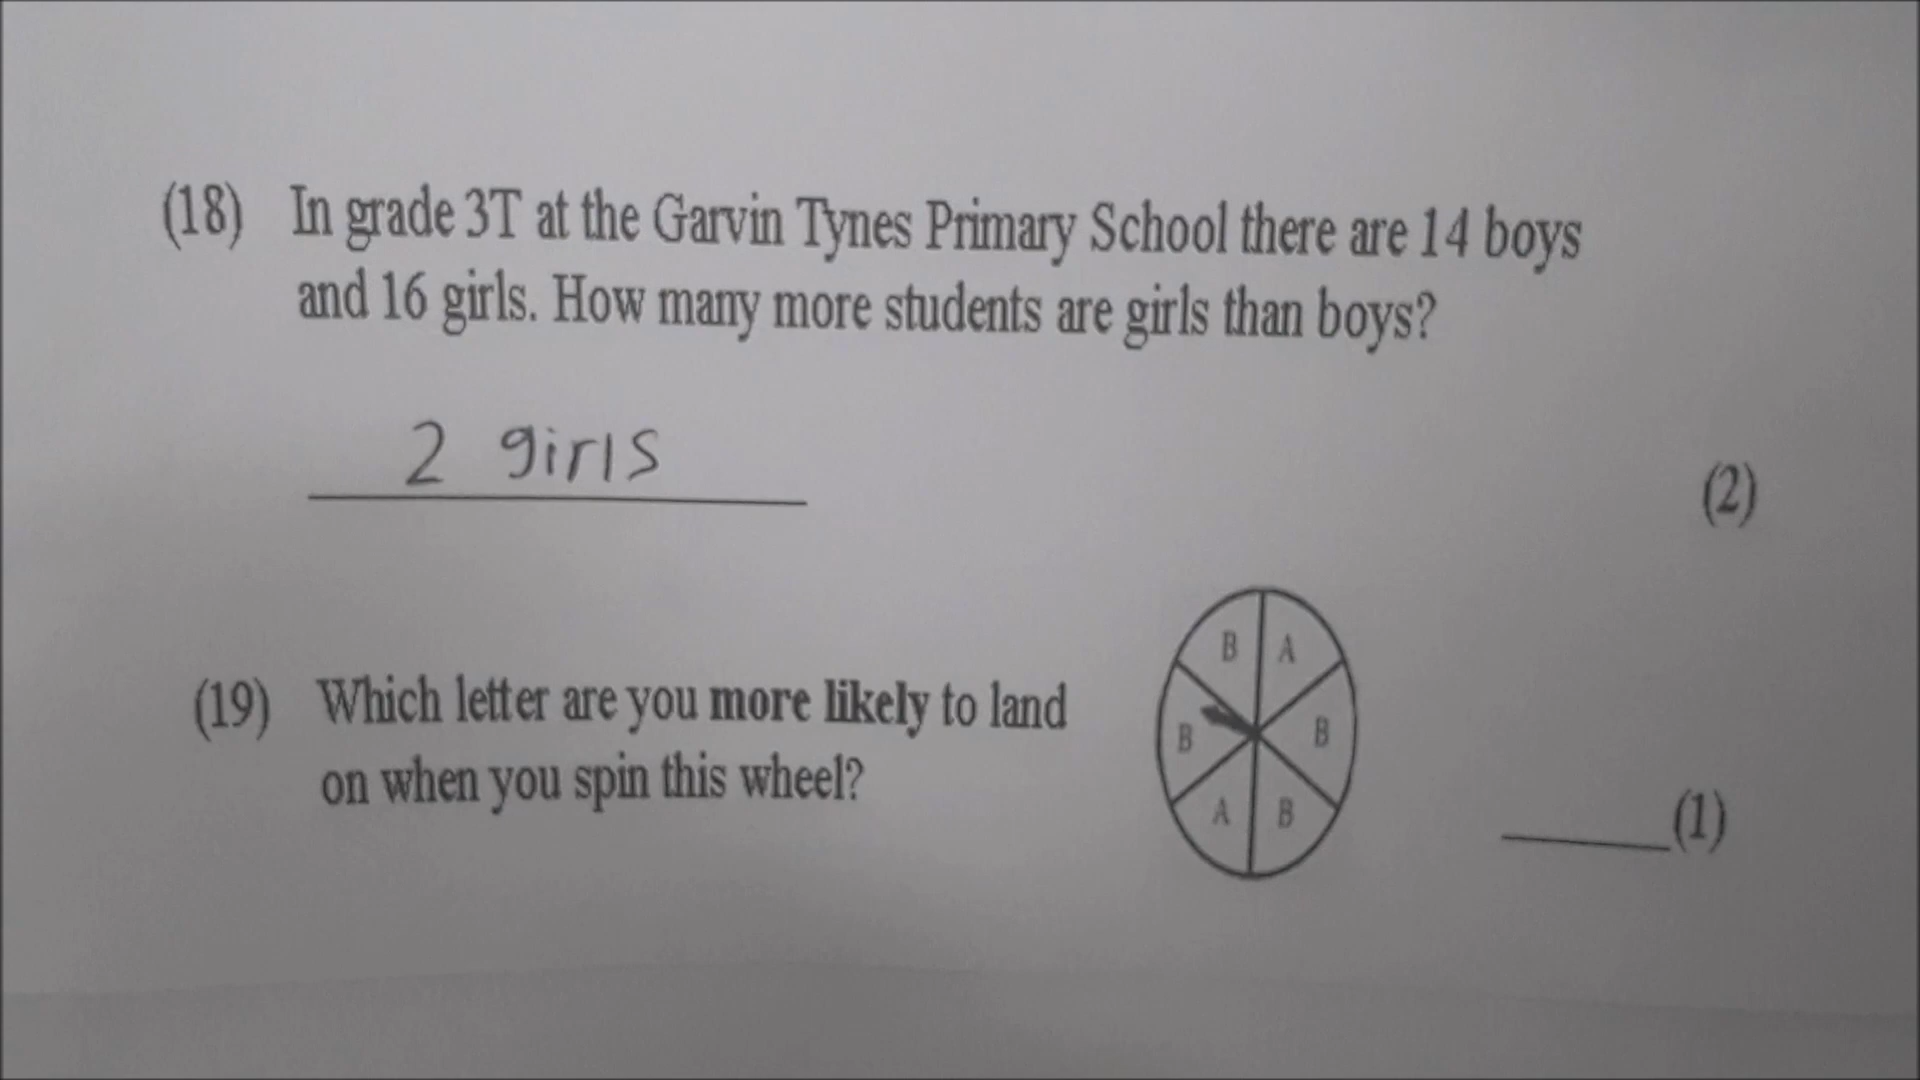 (18) In grade 3T at the Garvin Tynes Primary School there are 14 boys
and 16 girls. How many more students are girls than boys?
2 girls
(2)
(19) Which letter are you more likely to land
on when you spin this wheel?
B A
B B
A B
(1)